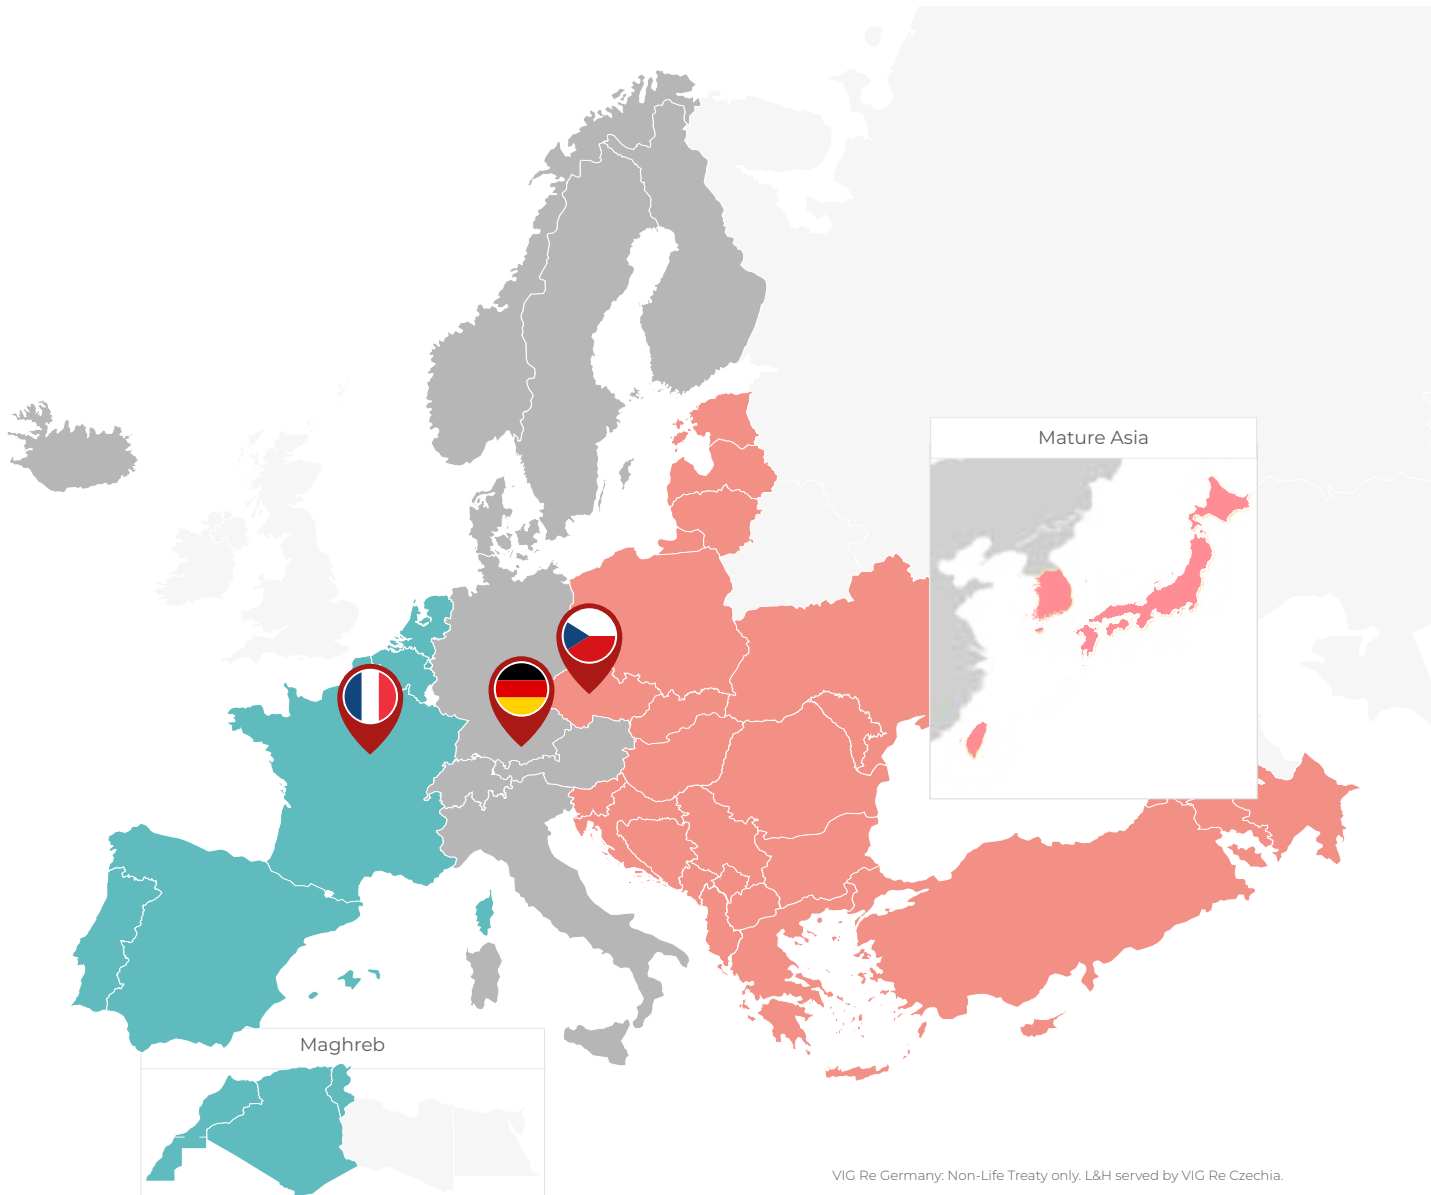 Mature Asia
Maghreb
VIG Re Germany: Non-Life Treaty only. L&H served by VIG Re Czechia.